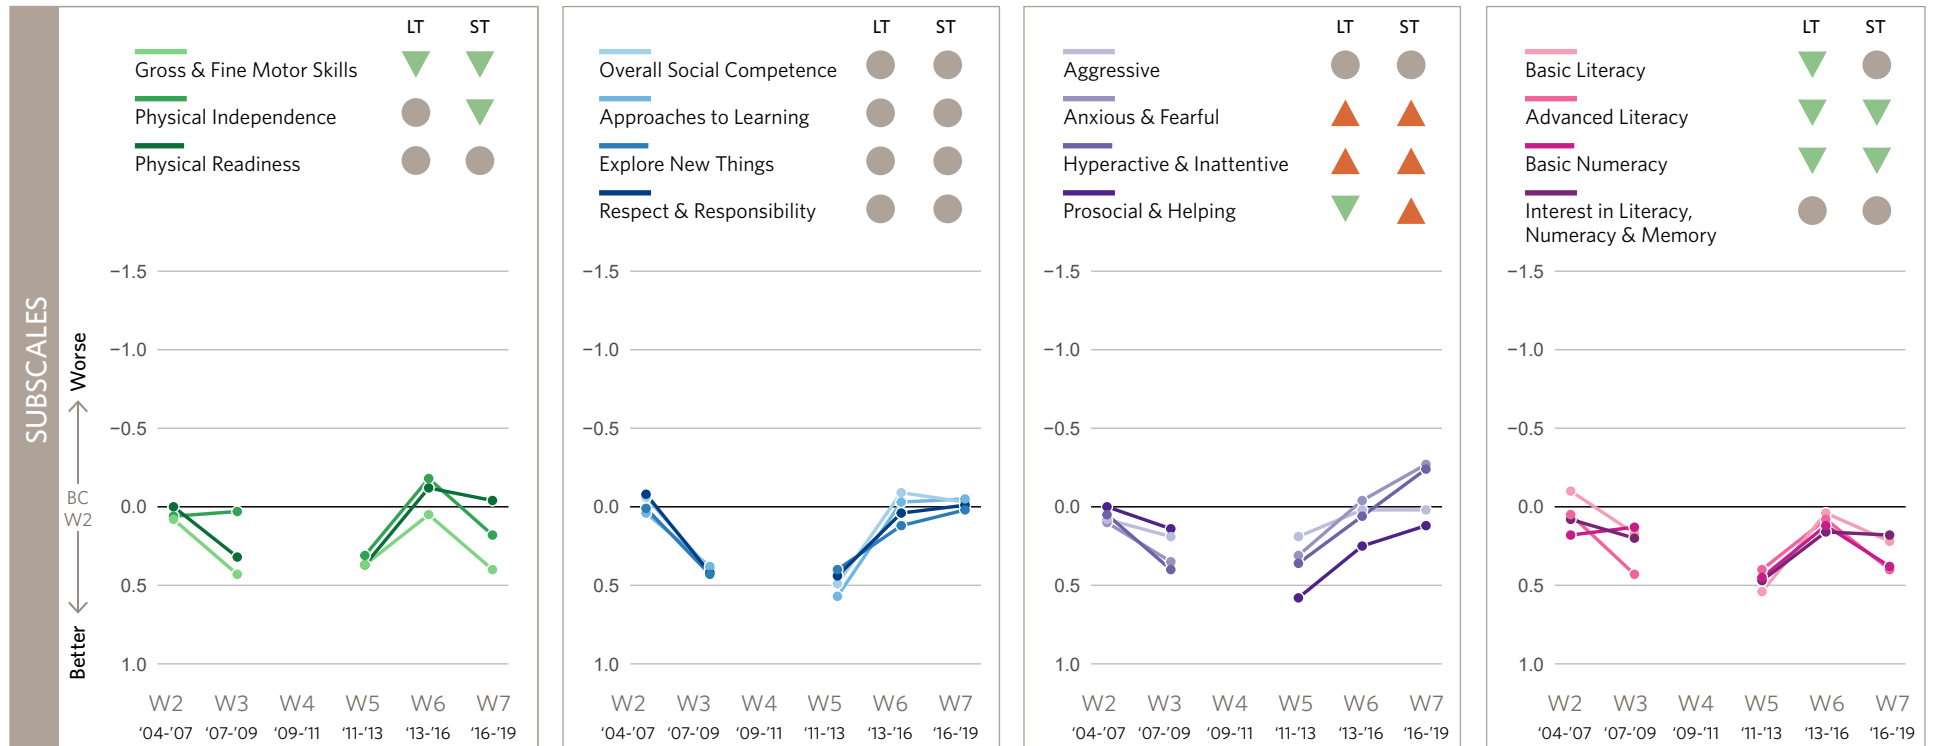 SUBSCALES
Worse
BC
W2
Better
LT ST
Gross & Fine Motor Skills
Physical Independence
Physical Readiness
−1.5
−1.0
−0.5
0.0
0.5
1.0
W2 W3 W4 W5 W6 W7
‘04-’07 ‘07-’09 ‘09-’11 ‘11-’13 ‘13-’16 ‘16-’19
LT ST
Overall Social Competence
Approaches to Learning
Explore New Things
Respect & Responsibility
−1.5
−1.0
−0.5
0.0
0.5
1.0
W2 W3 W4 W5 W6 W7
‘04-’07 ‘07-’09 ‘09-’11 ‘11-’13 ‘13-’16 ‘16-’19
LT ST
Aggressive
Anxious & Fearful
Hyperactive & Inattentive
Prosocial & Helping
−1.5
−1.0
−0.5
0.0
0.5
1.0
W2 W3 W4 W5 W6 W7
‘04-’07 ‘07-’09 ‘09-’11 ‘11-’13 ‘13-’16 ‘16-’19
LT ST
Basic Literacy
Advanced Literacy
Basic Numeracy
Interest in Literacy,
Numeracy & Memory
−1.5
−1.0
−0.5
0.0
0.5
1.0
W2 W3 W4 W5 W6 W7
‘04-’07 ‘07-’09 ‘09-’11 ‘11-’13 ‘13-’16 ‘16-’19